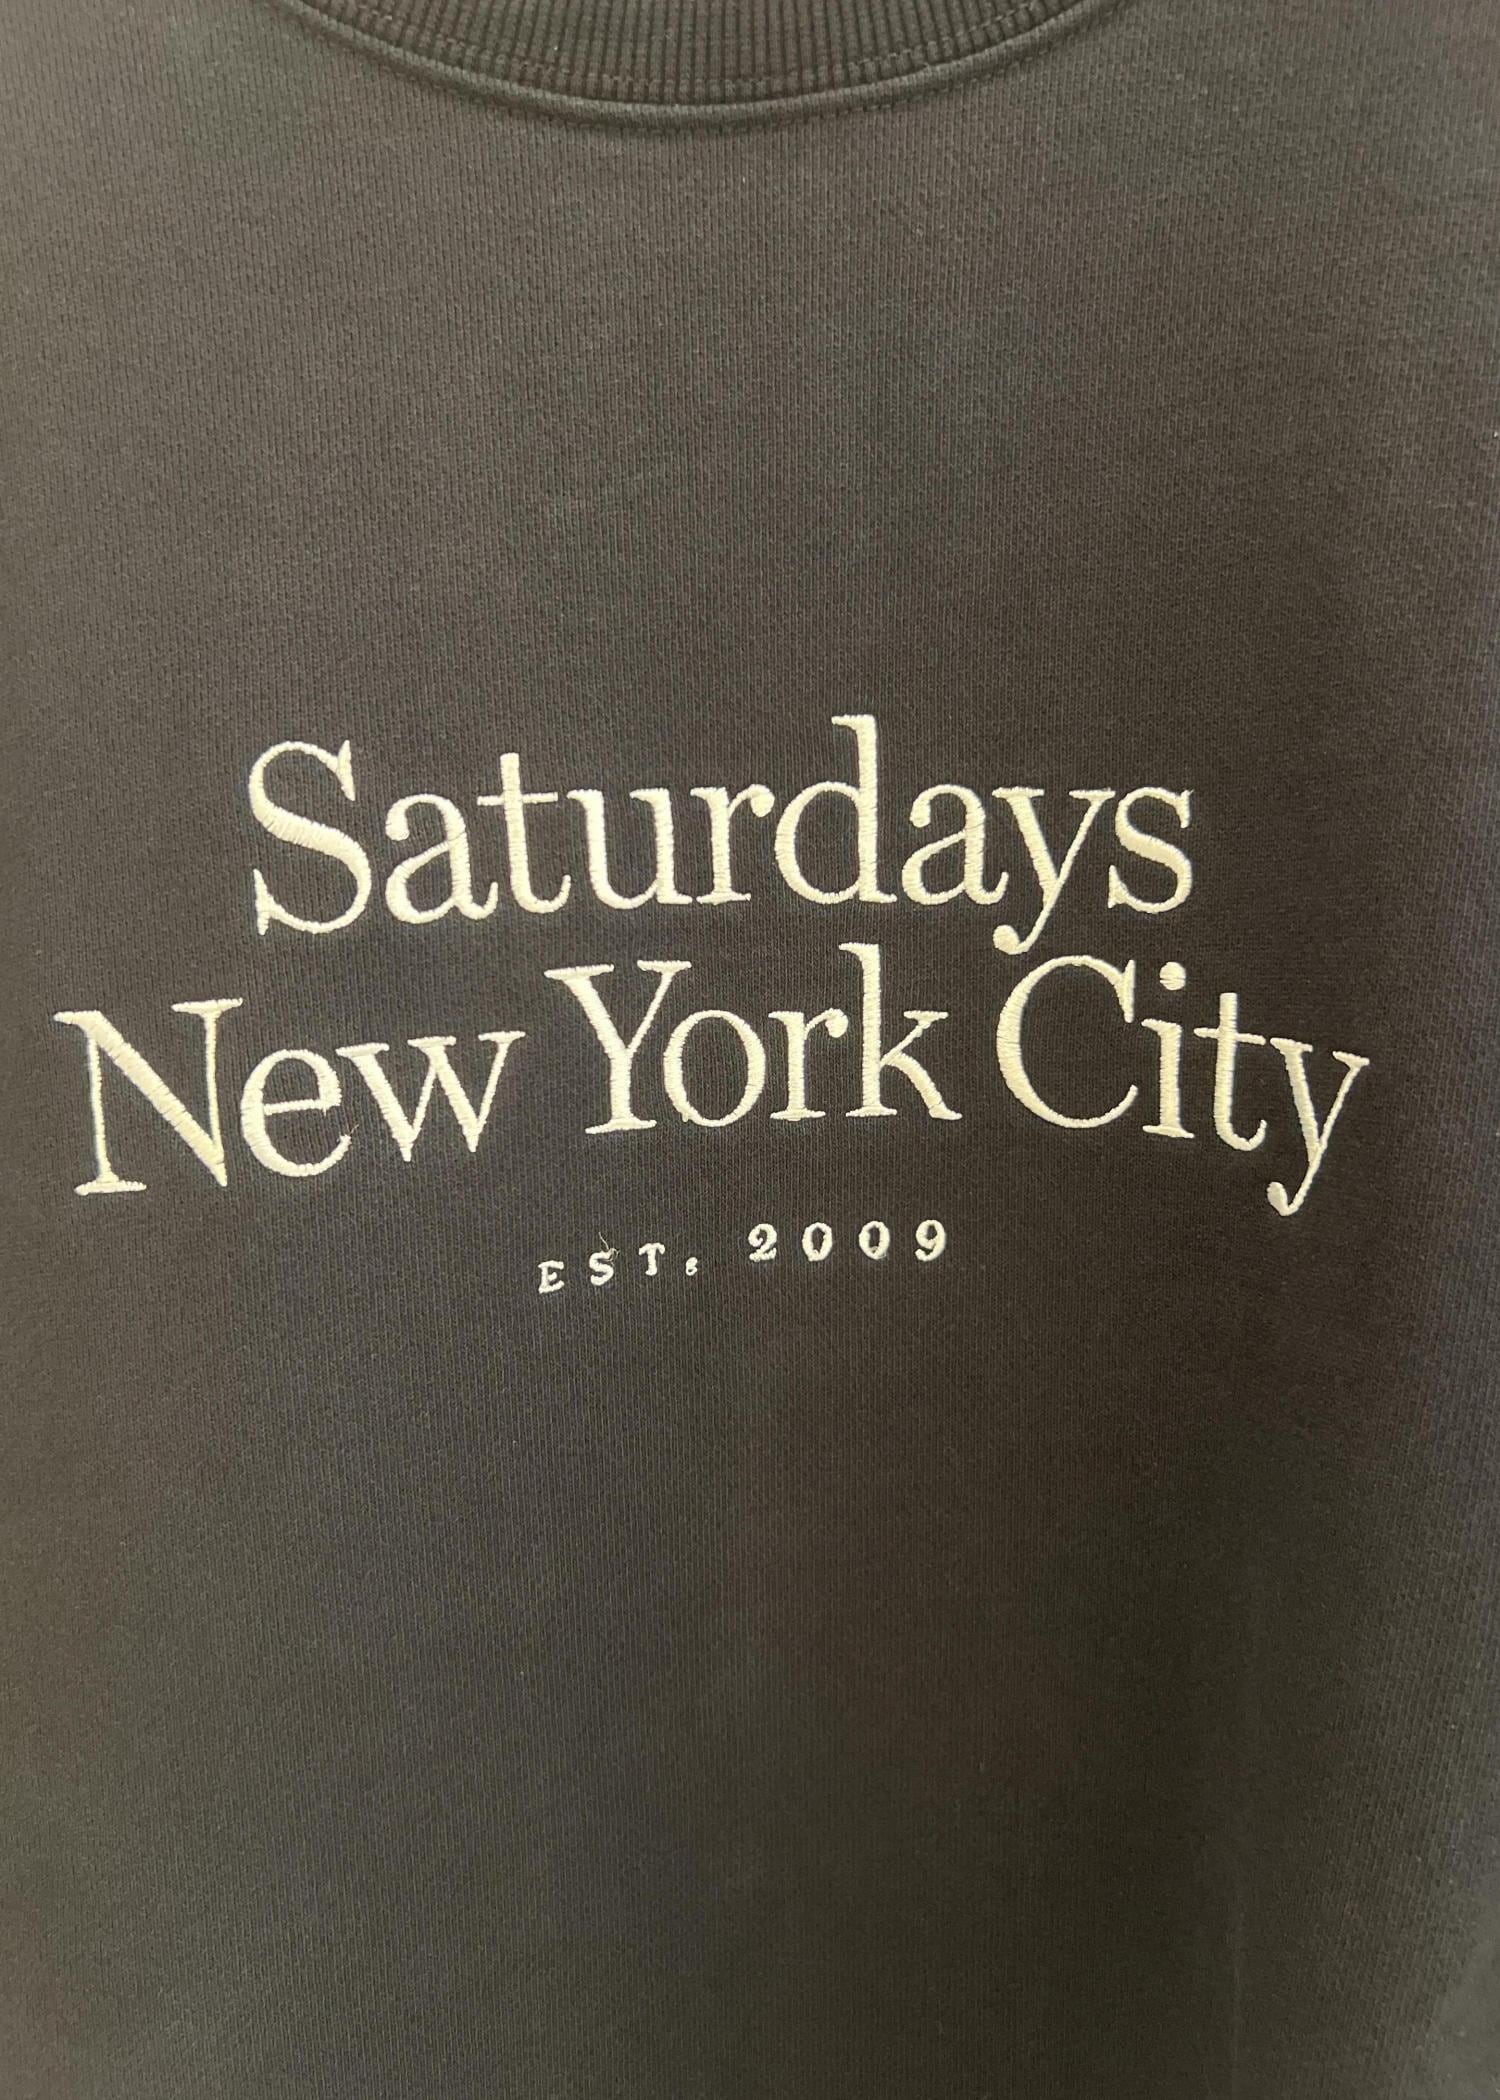 Saturdays
New York City
EST. 2009